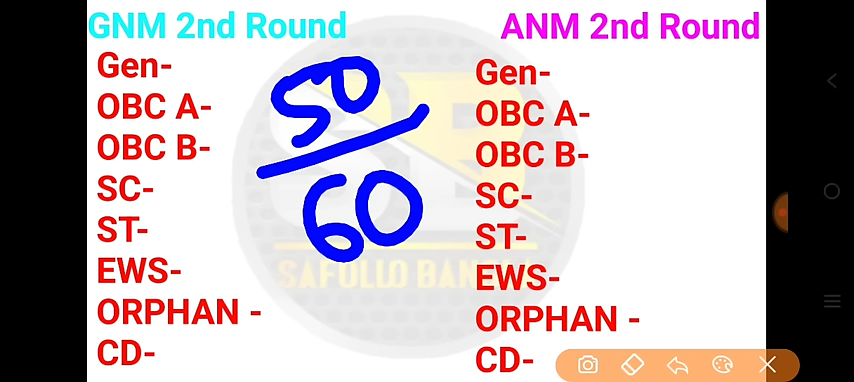 GNM 2nd Round
Gen-
OBC A-
OBC B-
SC-
ST-
EWS-
ORPHAN -
CD-
50
60
ANM 2nd Round
Gen-
OBC A-
OBC B-
SC-
ST-
EWS-
ORPHAN -
CD-
SAFOLLO